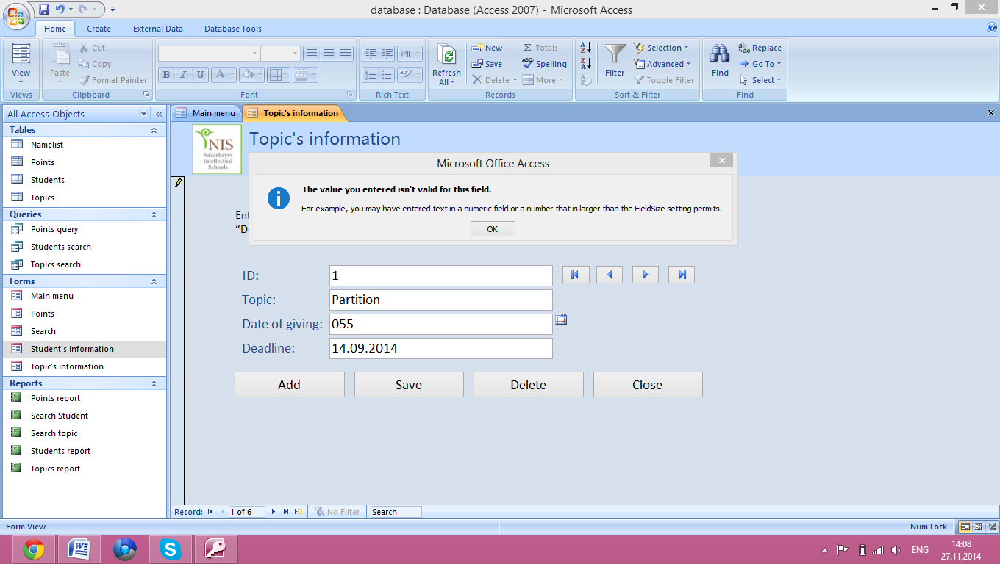 database : Database (Access 2007) - Microsoft Access
Home Create External Data Database Tools
View
Views
Paste
Cut
Copy
Format Painter
Clipboard
B I U A
Font
ab
Rich Text
Refresh All
New
Save
Delete
Totals
Spelling
More
Records
Filter
Selection
Advanced
Toggle Filter
Sort & Filter
Find
Replace
Go To
Select
Find
All Access Objects
Tables
Namelist
Points
Students
Topics
Queries
Points query
Students search
Topics search
Forms
Main menu
Points
Search
Student's information
Topic's information
Reports
Points report
Search Student
Search topic
Students report
Topics report
Main menu Topic's information
NIS
Nazarbayev
Intellectual
Schools
Topic's information
Microsoft Office Access
The value you entered isn't valid for this field.
For example, you may have entered text in a numeric field or a number that is larger than the FieldSize setting permits.
OK
ID: 1
Topic: Partition
Date of giving: 055
Deadline: 14.09.2014
Add Save Delete Close
Record: 1 of 6 No Filter Search
Form View Num Lock
ENG 14:08
27.11.2014